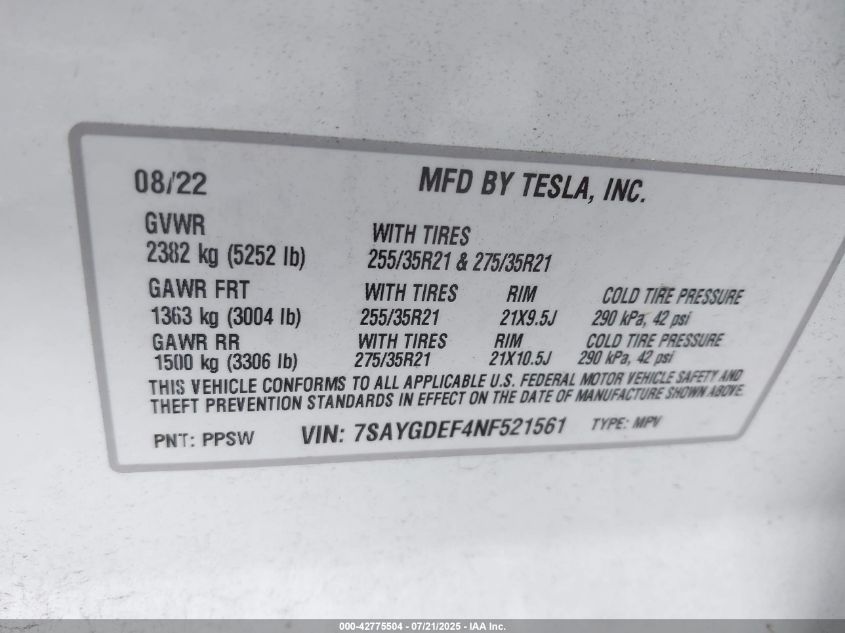 08/22 MFD BY TESLA, INC.
GVWR
2382 kg (5252 lb) WITH TIRES
255/35R21 & 275/35R21
GAWR FRT WITH TIRES RIM COLD TIRE PRESSURE
1363 kg (3004 lb) 255/35R21 21X9.5J 290 kPa, 42 psi
GAWR RR WITH TIRES RIM COLD TIRE PRESSURE
1500 kg (3306 lb) 275/35R21 21X10.5J 290 kPa, 42 psi
THIS VEHICLE CONFORMS TO ALL APPLICABLE U.S. FEDERAL MOTOR VEHICLE SAFETY AND
THEFT PREVENTION STANDARDS IN EFFECT ON THE DATE OF MANUFACTURE SHOWN ABOVE.
PNT: PPSW VIN: 7SAYGDEF4NF521561 TYPE: MPV
000-42775504 - 07/21/2025 - IAA Inc.